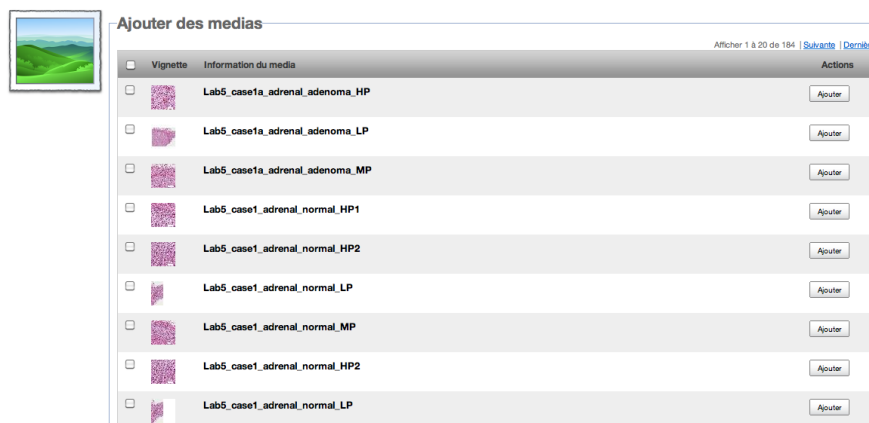 Ajouter des medias
Afficher 1 à 20 de 184 | Suivante |
Vignette Information du media Actions
Lab5_case1a_adrenal_adenoma_HP Ajouter
Lab5_case1a_adrenal_adenoma_LP Ajouter
Lab5_case1a_adrenal_adenoma_MP Ajouter
Lab5_case1_adrenal_normal_HP1 Ajouter
Lab5_case1_adrenal_normal_HP2 Ajouter
Lab5_case1_adrenal_normal_LP Ajouter
Lab5_case1_adrenal_normal_MP Ajouter
Lab5_case1_adrenal_normal_HP2 Ajouter
Lab5_case1_adrenal_normal_LP Ajouter